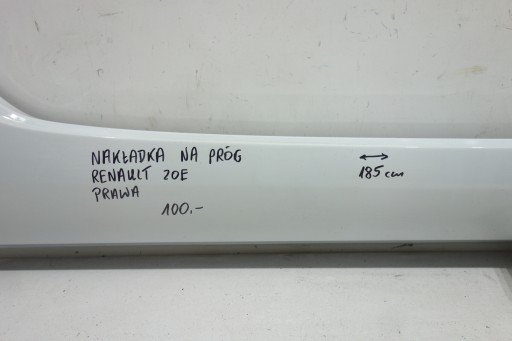 NAKŁADKA NA PRÓG
RENAULT ZOE
PRAWA
100,-
185 cm